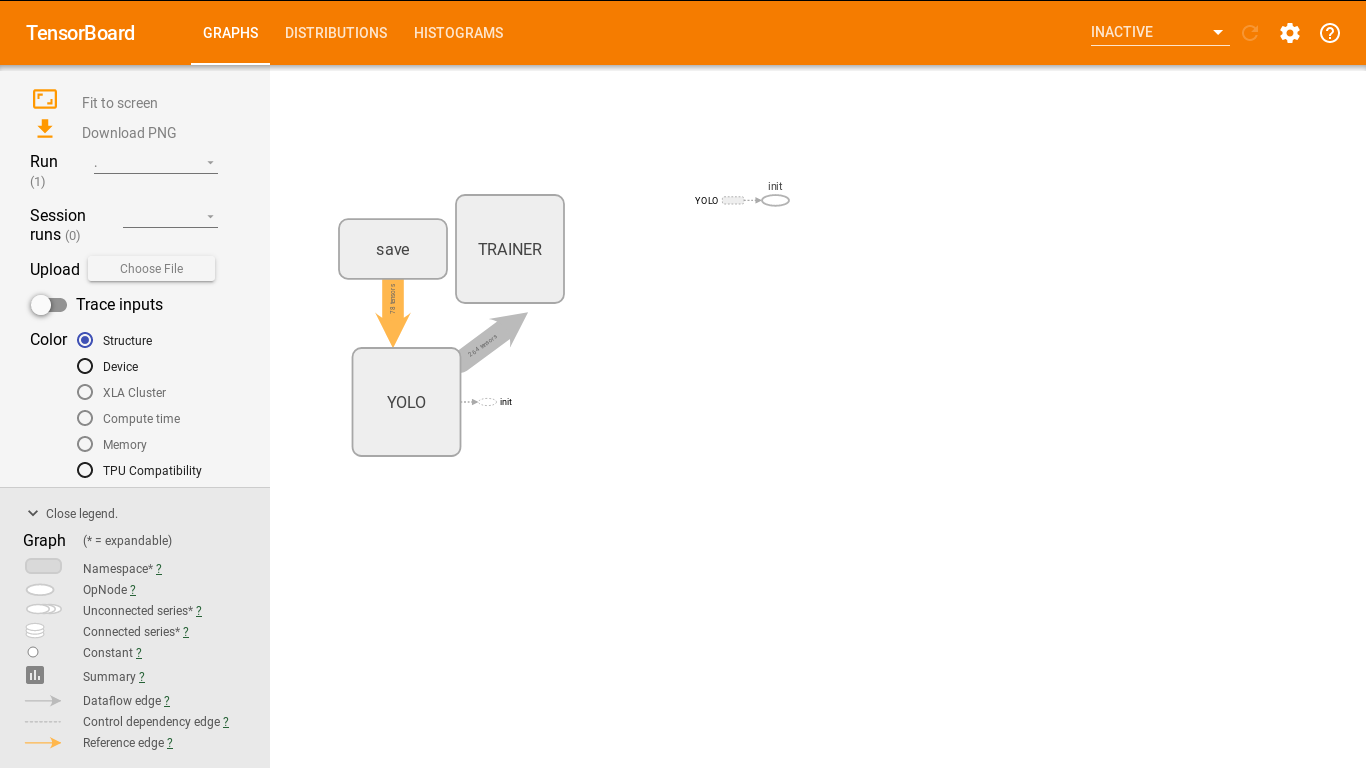 TensorBoard
GRAPHS
DISTRIBUTIONS
HISTOGRAMS
INACTIVE
Fit to screen
Download PNG
Run
(1)
.
Session
runs (0)
Upload
Choose File
Trace inputs
Color
Structure
Device
XLA Cluster
Compute time
Memory
TPU Compatibility
Close legend.
Graph
(* = expandable)
Namespace* ?
OpNode ?
Unconnected series* ?
Connected series* ?
Constant ?
Summary ?
Dataflow edge ?
Control dependency edge ?
Reference edge ?
save
TRAINER
78 tensors
264 tensors
YOLO
init
init
YOLO